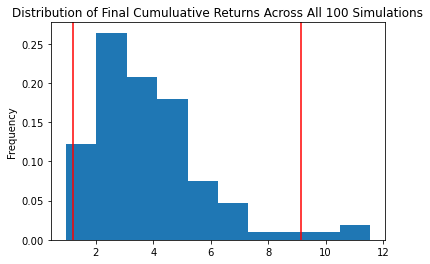 Distribution of Final Cumuluative Returns Across All 100 Simulations
Frequency
0.25
0.20
0.15
0.10
0.05
0.00
2 4 6 8 10 12